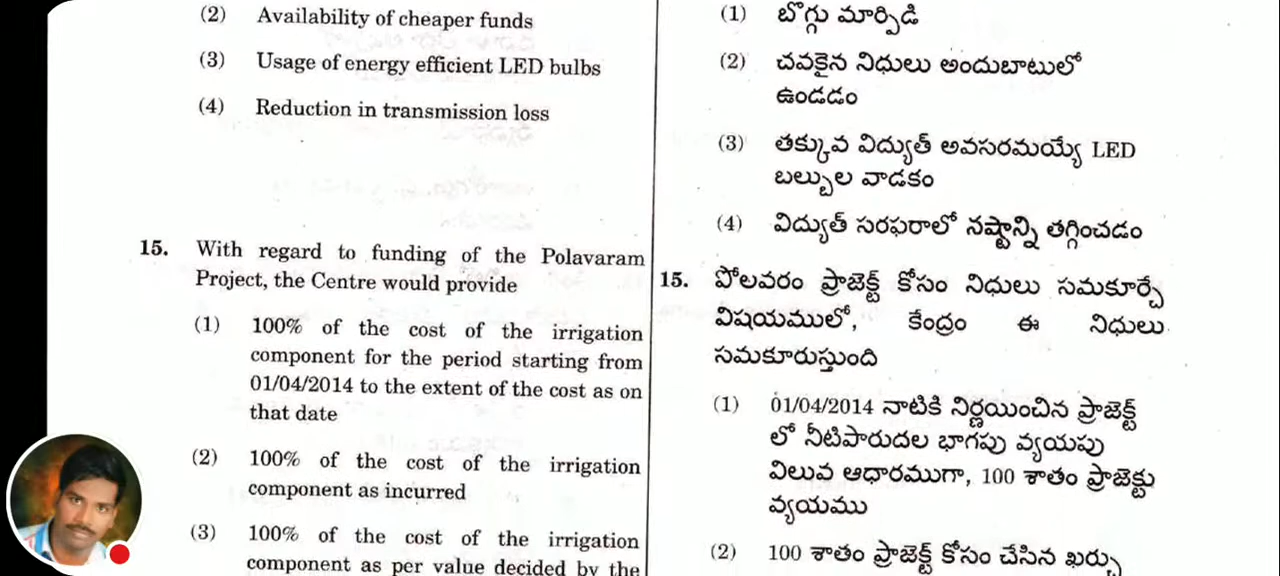 (2) Availability of cheaper funds
(3) Usage of energy efficient LED bulbs
(4) Reduction in transmission loss
15. With regard to funding of the Polavaram
Project, the Centre would provide
(1) 100% of the cost of the irrigation
component for the period starting from
01/04/2014 to the extent of the cost as on
that date
(2) 100% of the cost of the irrigation
component as incurred
(3) 100% of the cost of the irrigation
component as per value decided by the
(1) బొగ్గు మార్పిడి
(2) చవకైన నిధులు అందుబాటులో
ఉండడం
(3) తక్కువ విద్యుత్ అవసరమయ్యే LED
బల్బుల వాడకం
(4) విద్యుత్ సరఫరాలో నష్టాన్ని తగ్గించడం
15. పోలవరం ప్రాజెక్ట్ కోసం నిధులు సమకూర్చే
విషయములో, కేంద్రం ఈ నిధులు
సమకూరుస్తుంది
(1) 01/04/2014 నాటికి నిర్ణయించిన ప్రాజెక్ట్
లో నీటిపారుదల భాగపు వ్యయపు
విలువ ఆధారముగా, 100 శాతం ప్రాజెక్టు
వ్యయము
(2) 100 శాతం ప్రాజెక్ట్ కోసం చేసిన ఖర్చు